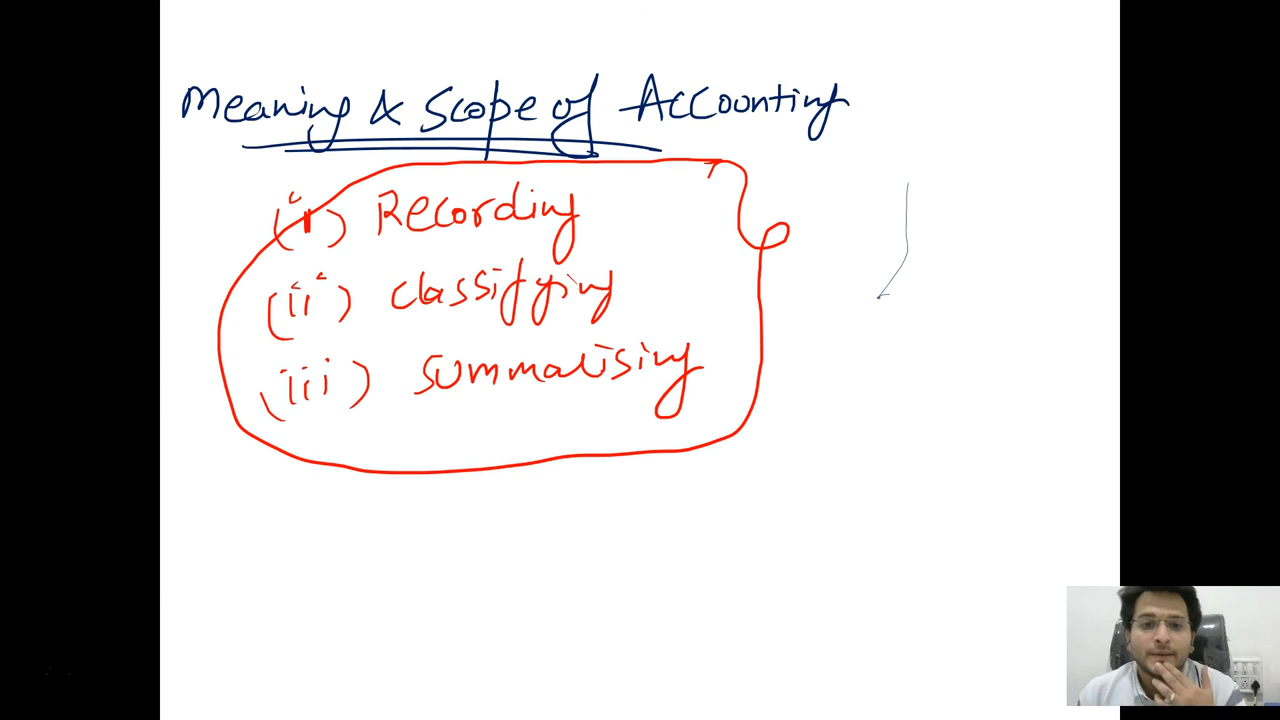 Meaning & Scope of Accounting
(i) Recording
(ii) classifying
(iii) summarising